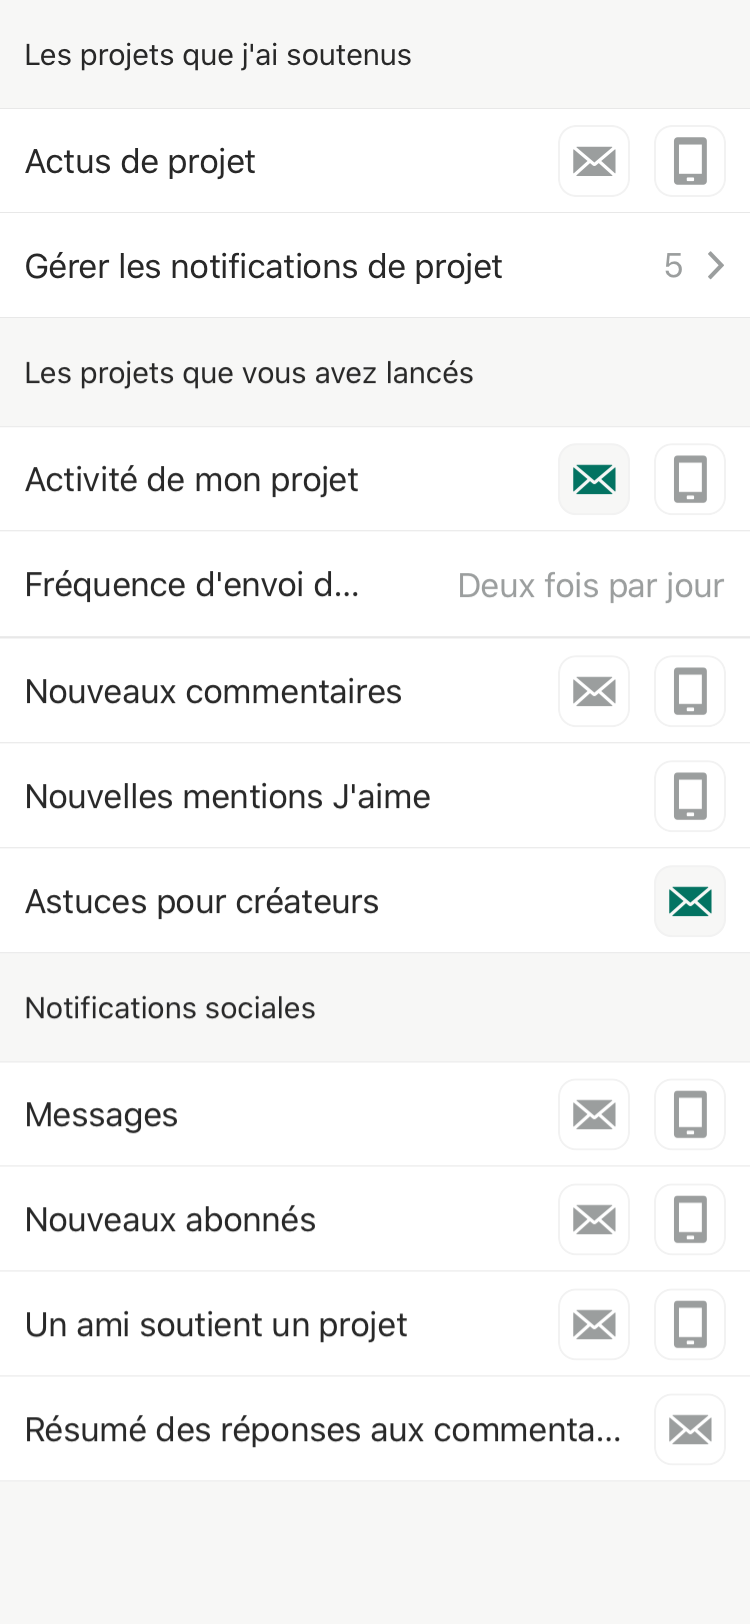 Les projets que j'ai soutenus
Actus de projet
Gérer les notifications de projet 5
Les projets que vous avez lancés
Activité de mon projet
Fréquence d'envoi d... Deux fois par jour
Nouveaux commentaires
Nouvelles mentions J'aime
Astuces pour créateurs
Notifications sociales
Messages
Nouveaux abonnés
Un ami soutient un projet
Résumé des réponses aux commenta...